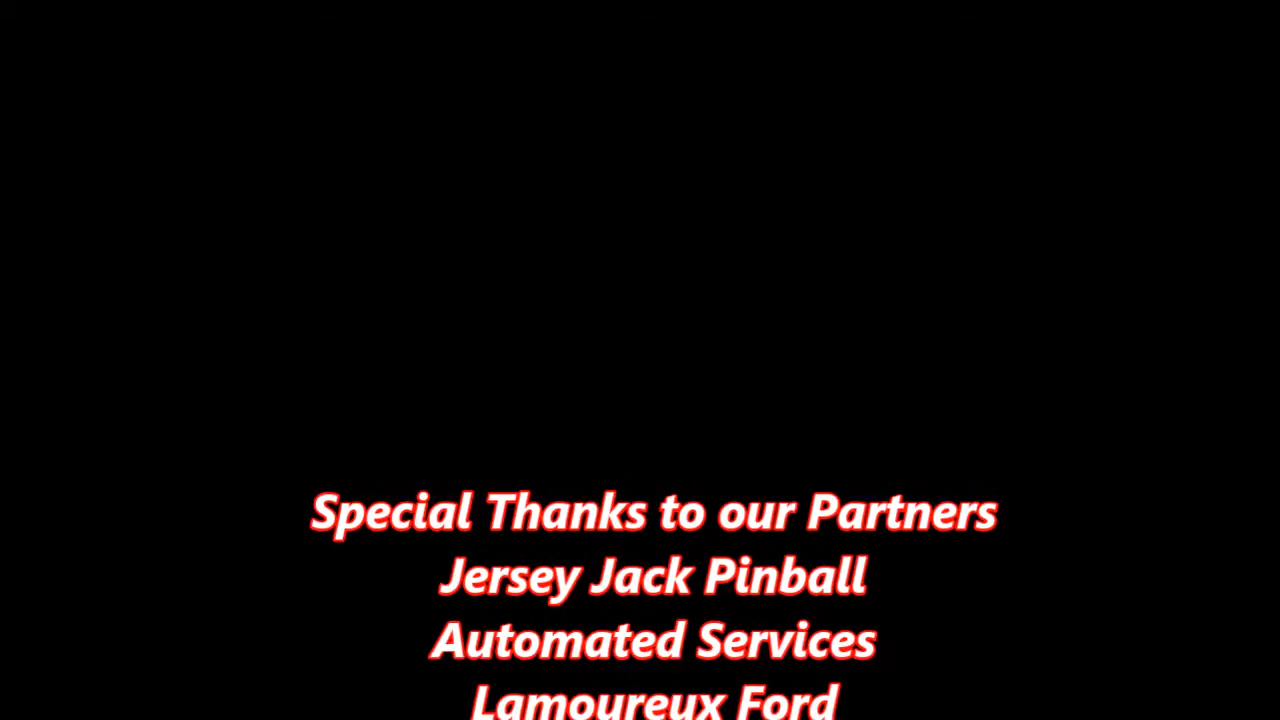 Special Thanks to our Partners
Jersey Jack Pinball
Automated Services
Lamoureux Ford